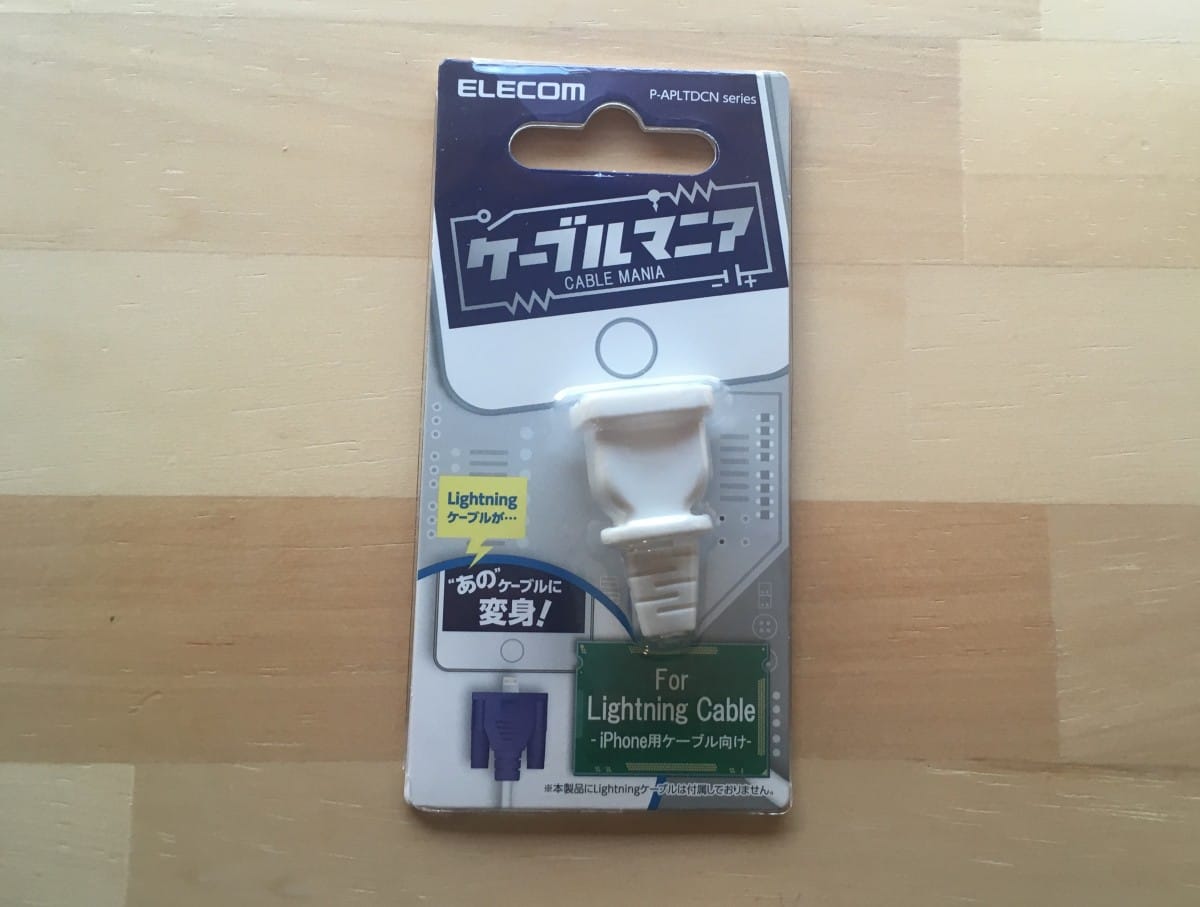 ELECOM
P-APLTDCN series
ケーブルマニア
CABLE MANIA
Lightning
ケーブルが…
"あの"ケーブルに
変身！
For
Lightning Cable
- iPhone用ケーブル向け-
※本製品にLightningケーブルは付属しておりません。